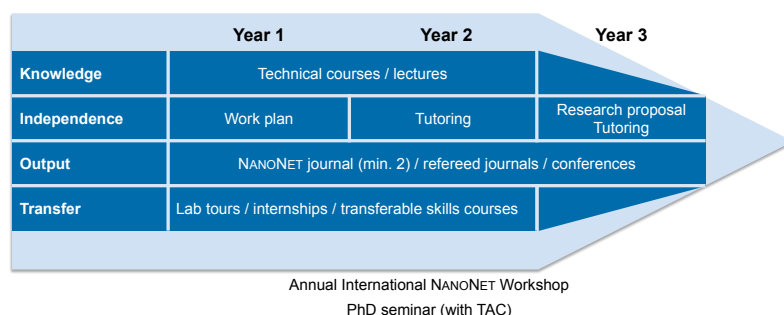 Year 1 Year 2 Year 3
Knowledge Technical courses / lectures
Independence Work plan Tutoring Research proposal
Tutoring
Output NANONET journal (min. 2) / refereed journals / conferences
Transfer Lab tours / internships / transferable skills courses
Annual International NANONET Workshop
PhD seminar (with TAC)